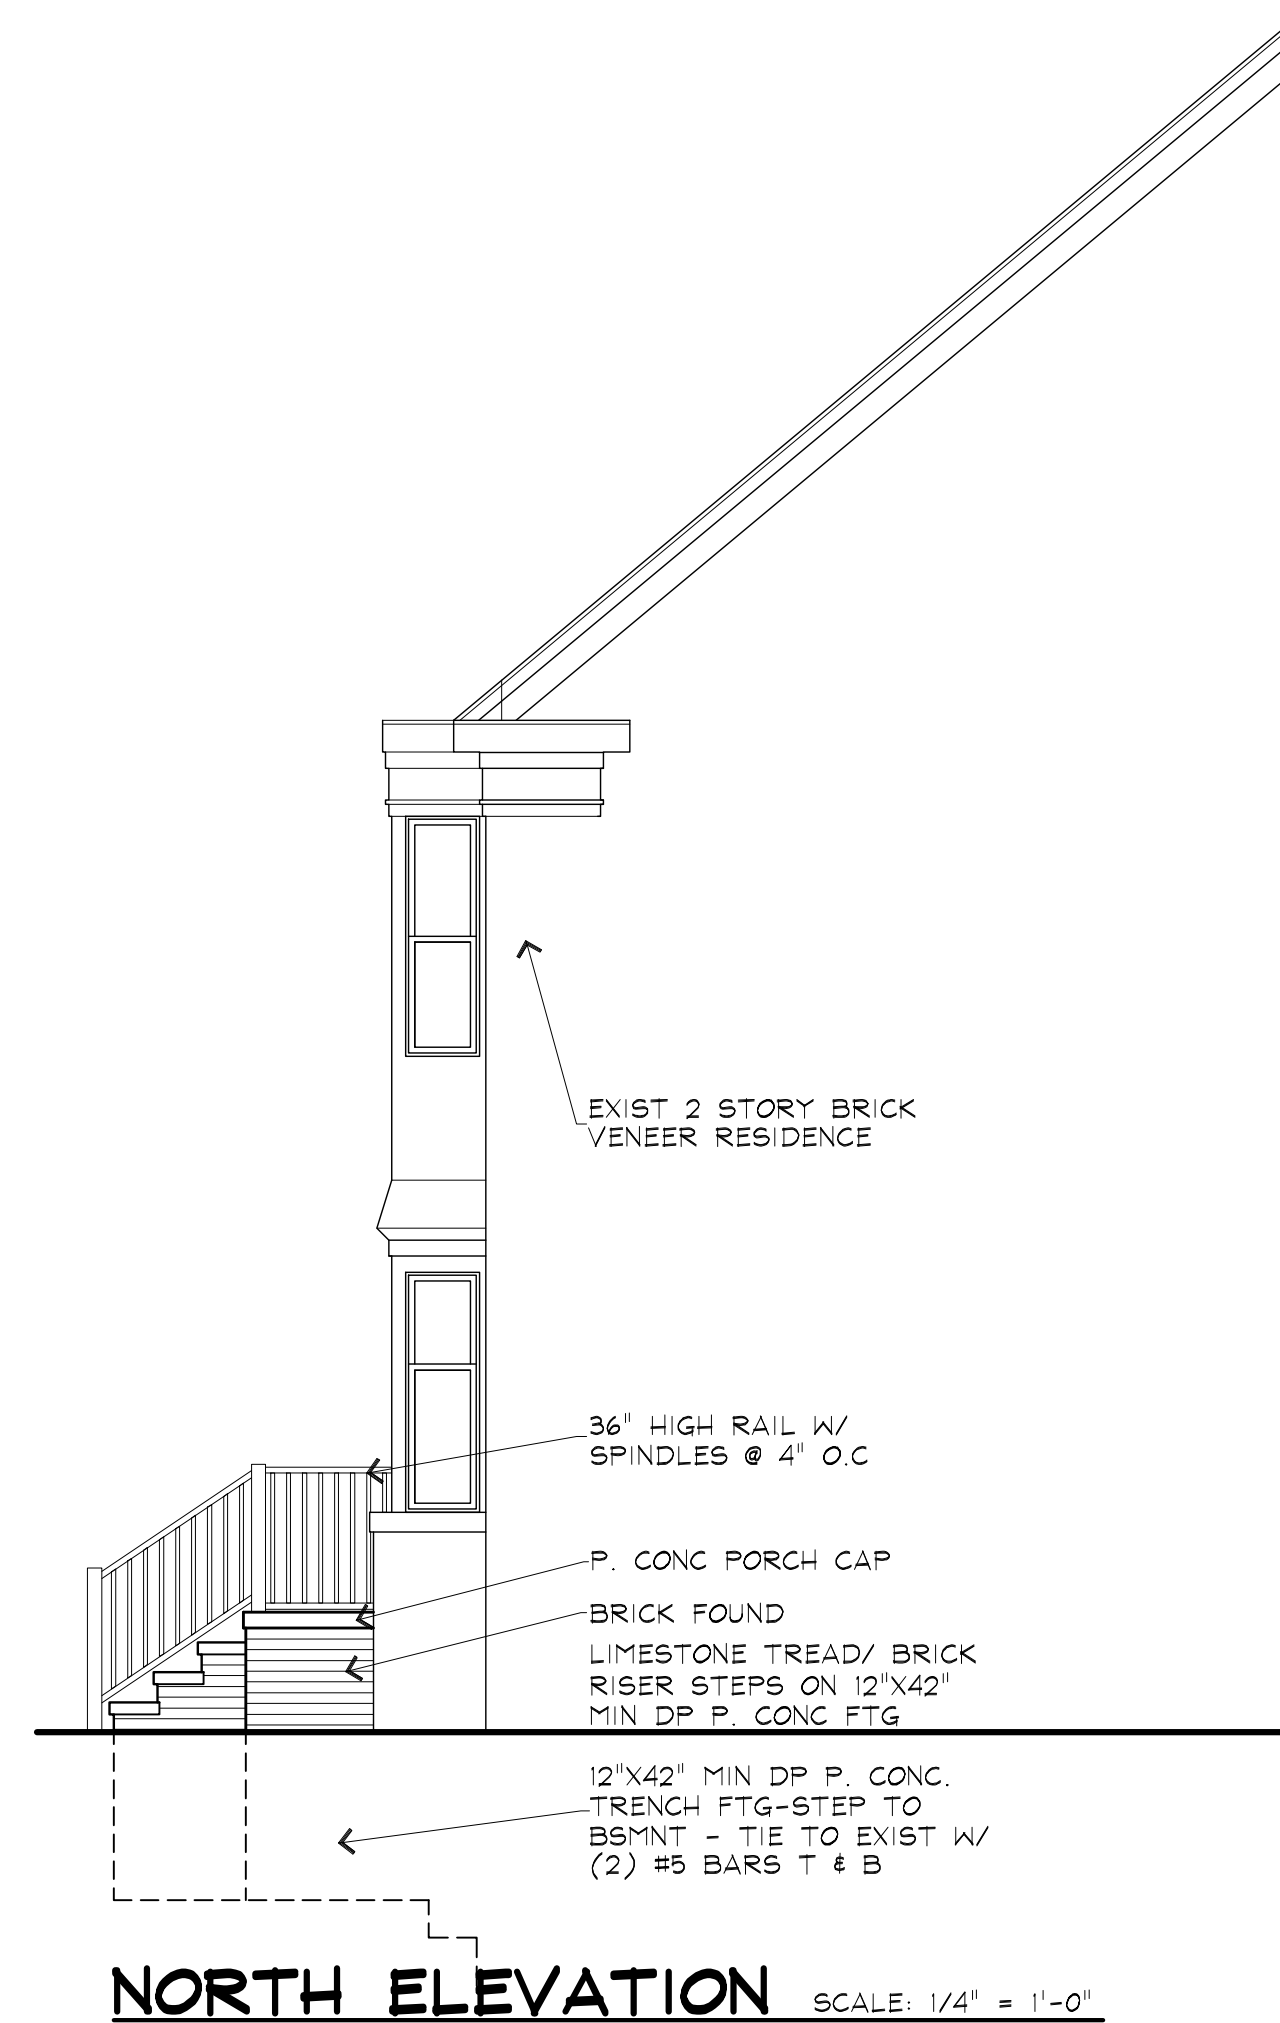 EXIST 2 STORY BRICK
VENEER RESIDENCE
36" HIGH RAIL W/
SPINDLES @ 4" O.C
P. CONC PORCH CAP
BRICK FOUND
LIMESTONE TREAD/ BRICK
RISER STEPS ON 12"X42"
MIN DP P. CONC FTG
12"X42" MIN DP P. CONC.
TRENCH FTG-STEP TO
BSMNT - TIE TO EXIST W/
(2) #5 BARS T & B
NORTH ELEVATION SCALE: 1/4" = 1'-0"